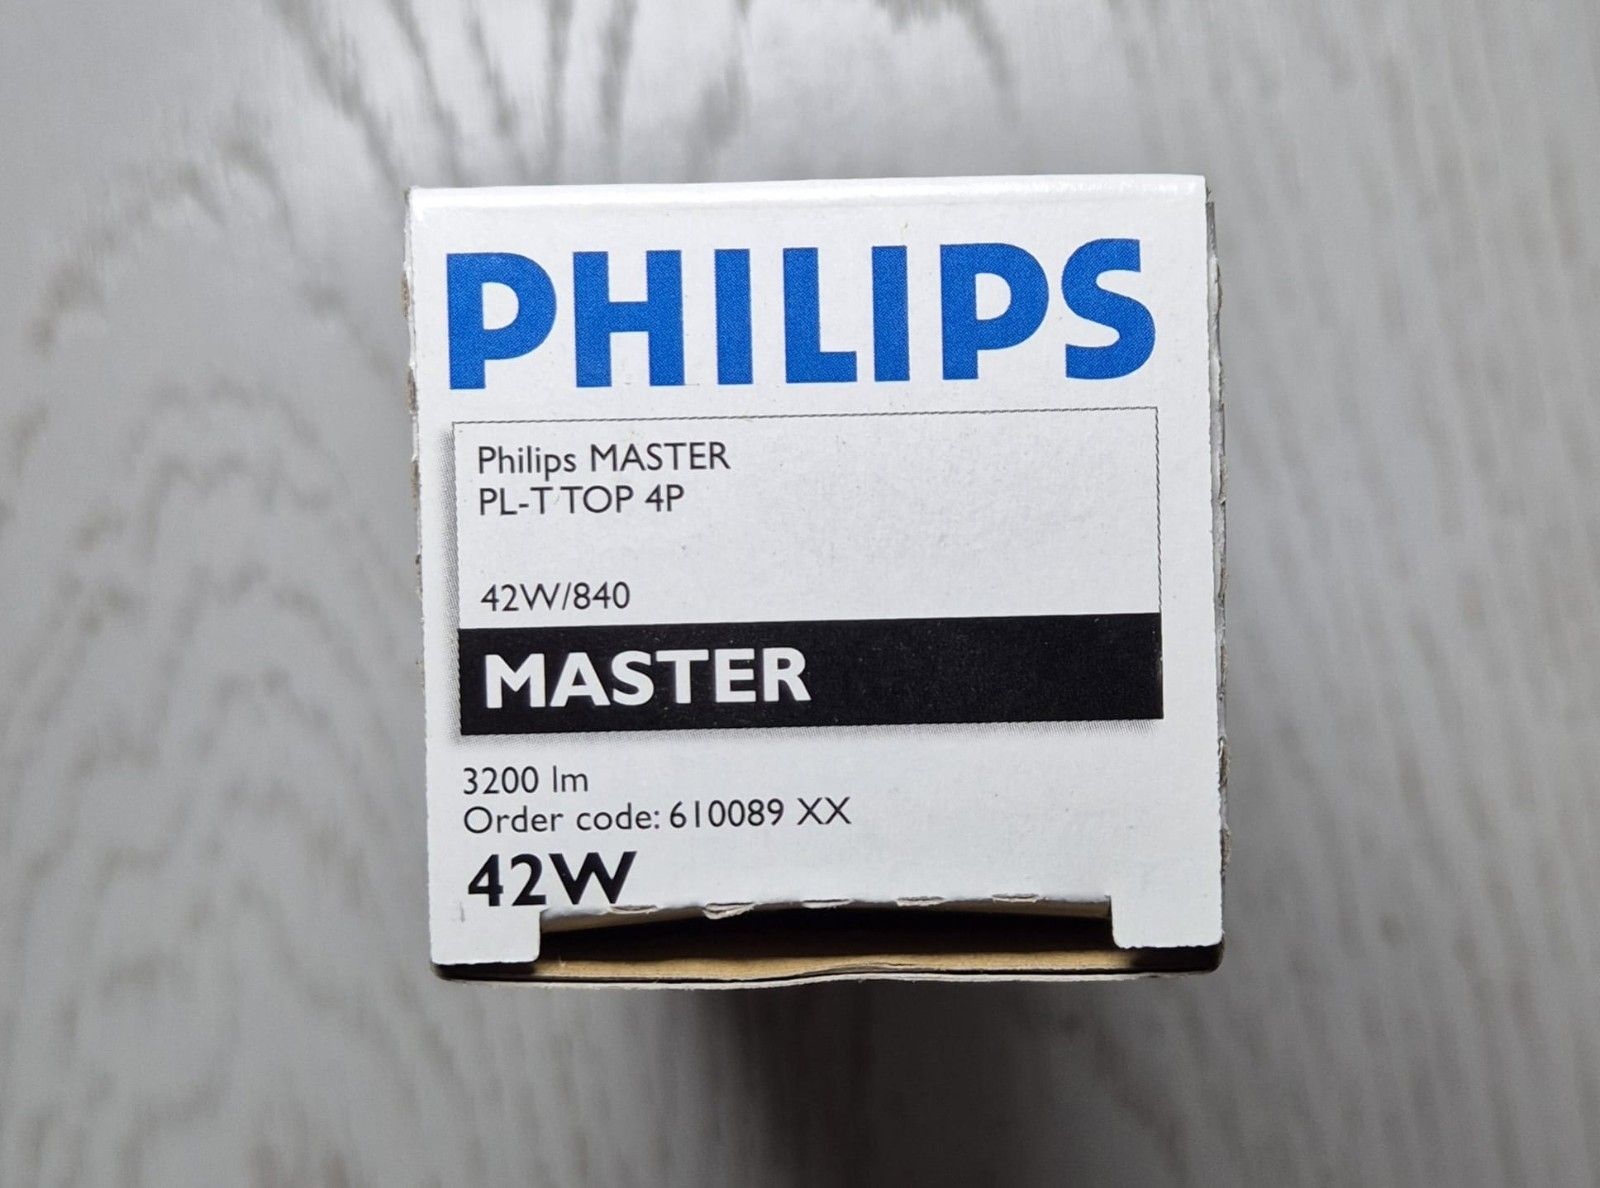 PHILIPS
Philips MASTER
PL-T TOP 4P
42W/840
MASTER
3200 lm
Order code: 610089 XX
42W